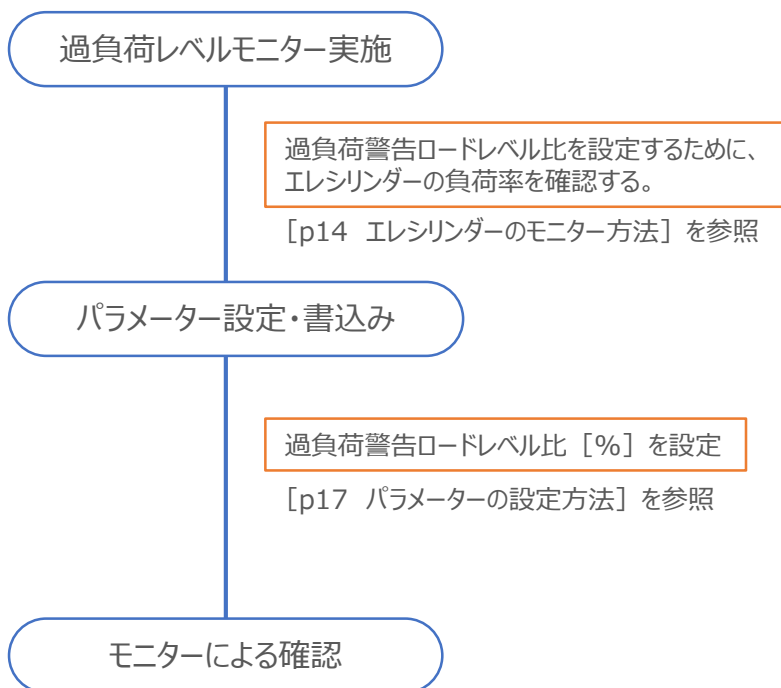 過負荷レベルモニター実施
過負荷警告ロードレベル比を設定するために、
エレシリンダーの負荷率を確認する。
［p14 エレシリンダーのモニター方法］を参照
パラメーター設定・書込み
過負荷警告ロードレベル比［%］を設定
［p17 パラメーターの設定方法］を参照
モニターによる確認